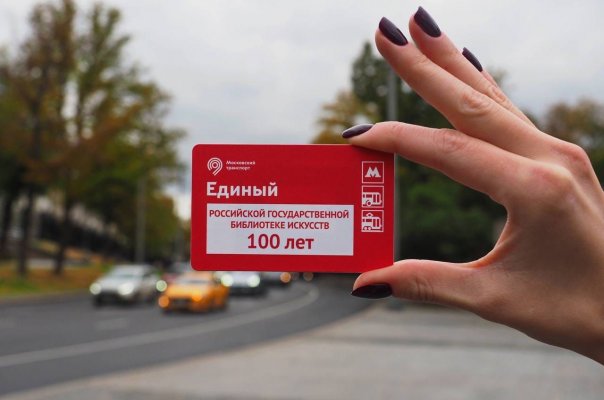 Московский
транспорт
Единый
РОССИЙСКОЙ ГОСУДАРСТВЕННОЙ
БИБЛИОТЕКЕ ИСКУССТВ
100 лет
М